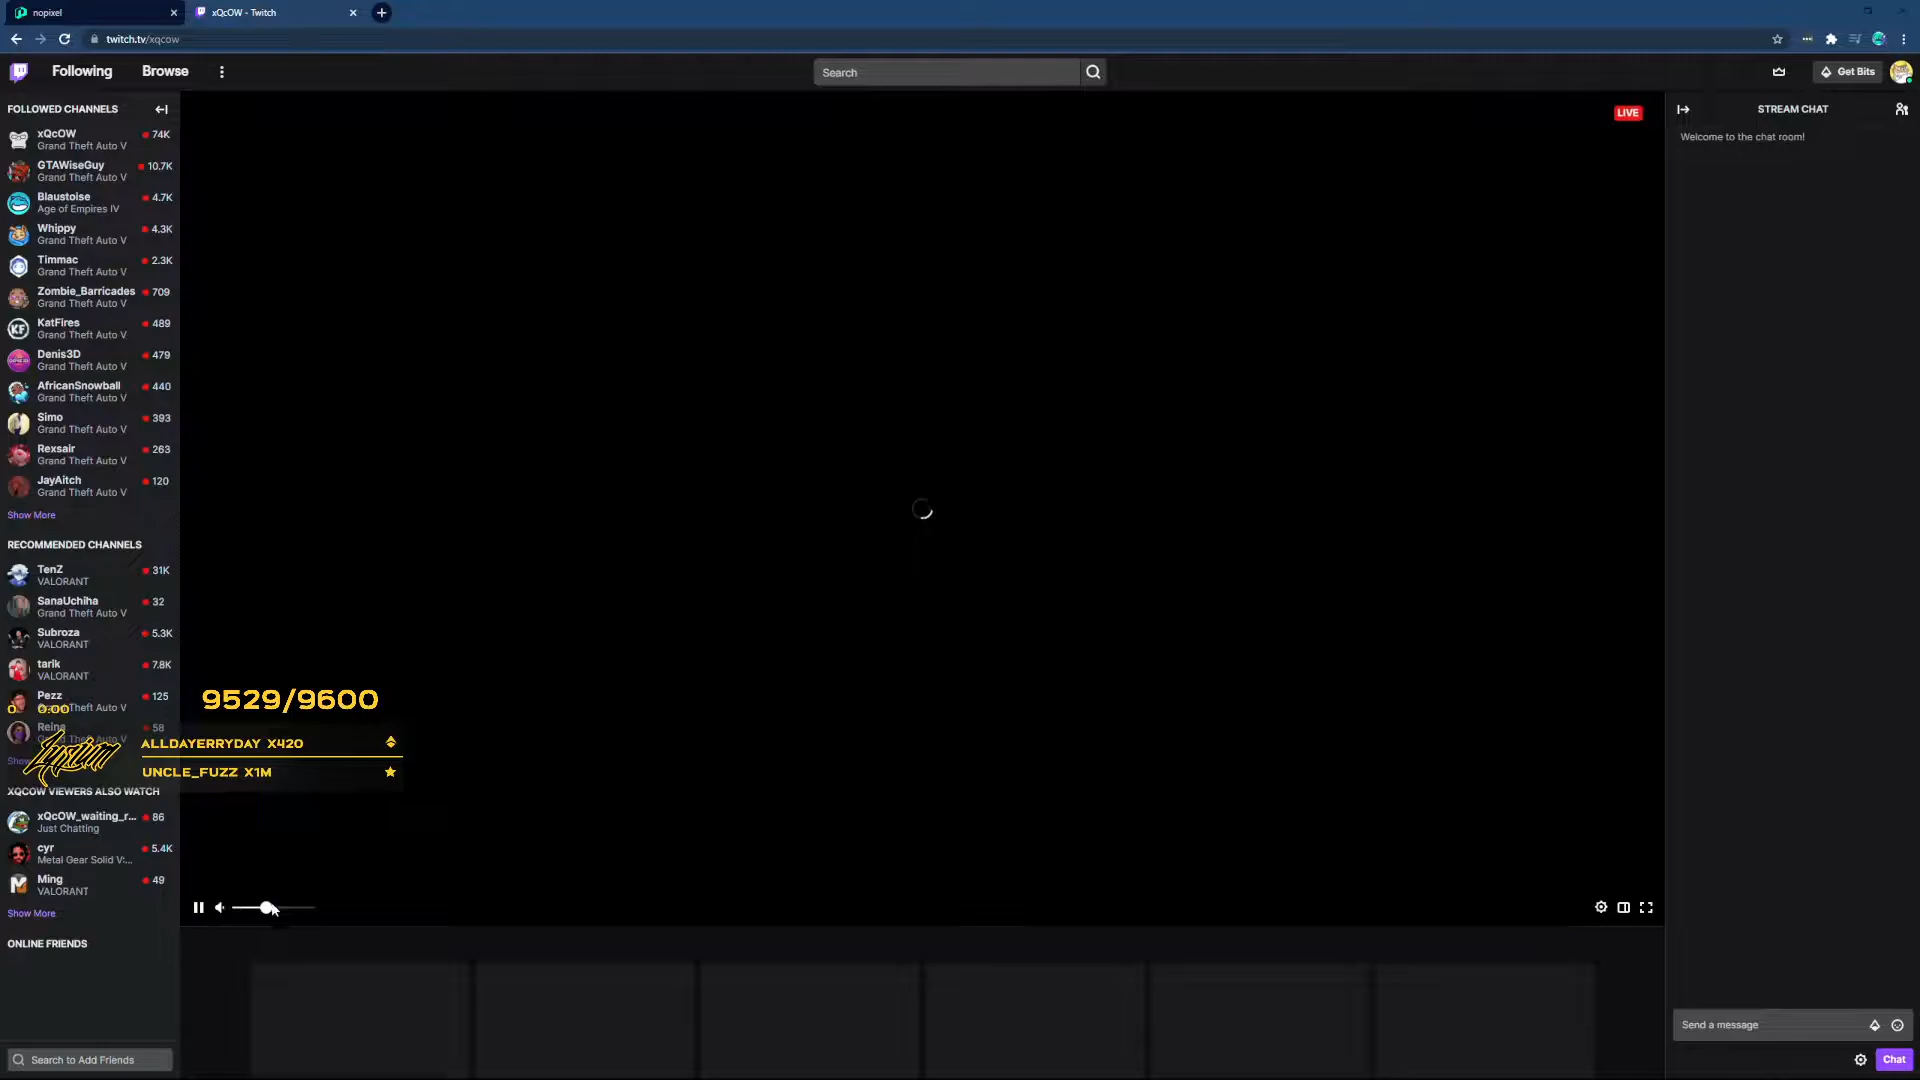 nopixel
xQcOW - Twitch
twitch.tv/xqcow
Following
Browse
Search
Get Bits
FOLLOWED CHANNELS
xQcOW 74K
Grand Theft Auto V
GTAWiseGuy 10.7K
Grand Theft Auto V
Blaustoise 4.7K
Age of Empires IV
Whippy 4.3K
Grand Theft Auto V
Timmac 2.3K
Grand Theft Auto V
Zombie_Barricades 709
Grand Theft Auto V
KatFires 489
Grand Theft Auto V
Denis3D 479
Grand Theft Auto V
AfricanSnowball 440
Grand Theft Auto V
Simo 393
Grand Theft Auto V
Rexsair 263
Grand Theft Auto V
JayAitch 120
Grand Theft Auto V
Show More
RECOMMENDED CHANNELS
TenZ 31K
VALORANT
SanaUchiha 32
Grand Theft Auto V
Subroza 5.3K
VALORANT
tarik 7.8K
VALORANT
Pezz 125
Grand Theft Auto V
Reina 58
Grand Theft Auto V
Show
XQCOW VIEWERS ALSO WATCH
xQcOW_waiting_r... 86
Just Chatting
cyr 5.4K
Metal Gear Solid V:...
Ming 49
VALORANT
Show More
ONLINE FRIENDS
Search to Add Friends
9529/9600
ALLDAYERRYDAY X420
UNCLE_FUZZ X1M
LIVE
STREAM CHAT
Welcome to the chat room!
Send a message
Chat